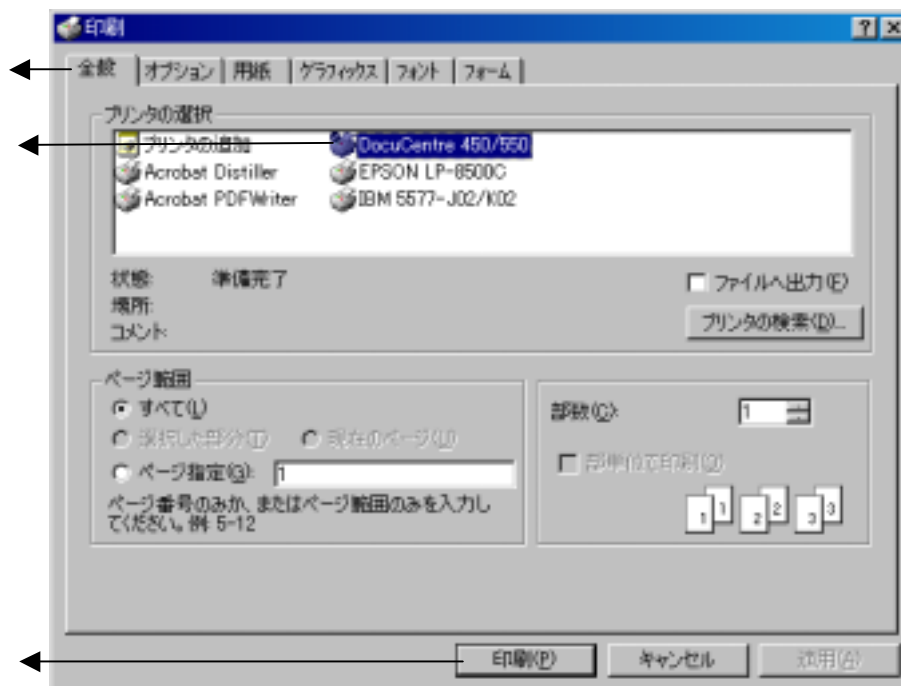 印刷
全般 オプション 用紙 グラフィックス フォント フォーム
プリンタの選択
プリンタの追加 DocuCentre 450/550
Acrobat Distiller EPSON LP-8500C
Acrobat PDFWriter IBM 5577-J02/K02
状態: 準備完了 ファイルへ出力(F)
場所:
コメント: プリンタの検索(D)...
ページ範囲
すべて(L) 部数(C): 1
選択した部分(T) 現在のページ(U)
ページ指定(G): 1 部単位で印刷(O)
ページ番号のみか、またはページ範囲のみを入力し
てください。例: 5-12
1 1 2 2 3 3
印刷(P) キャンセル 適用(A)